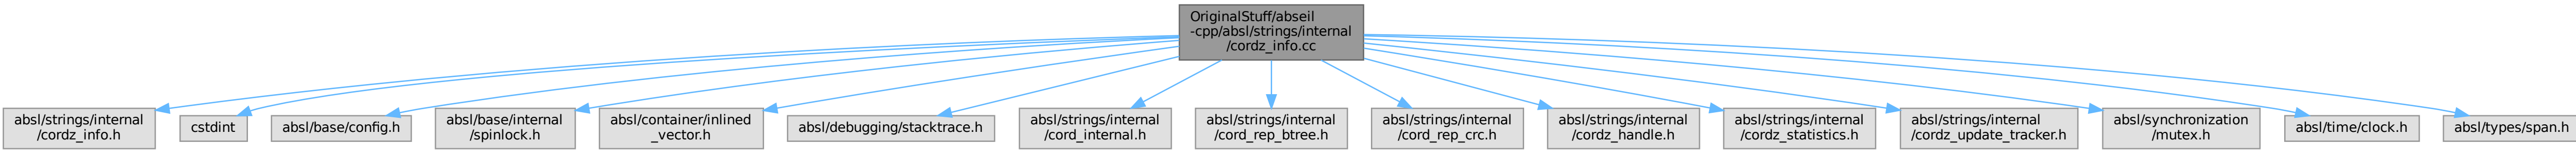 OriginalStuff/abseil
-cpp/absl/strings/internal
/cordz_info.cc
absl/strings/internal
/cordz_info.h
cstdint
absl/base/config.h
absl/base/internal
/spinlock.h
absl/container/inlined
_vector.h
absl/debugging/stacktrace.h
absl/strings/internal
/cord_internal.h
absl/strings/internal
/cord_rep_btree.h
absl/strings/internal
/cord_rep_crc.h
absl/strings/internal
/cordz_handle.h
absl/strings/internal
/cordz_statistics.h
absl/strings/internal
/cordz_update_tracker.h
absl/synchronization
/mutex.h
absl/time/clock.h
absl/types/span.h